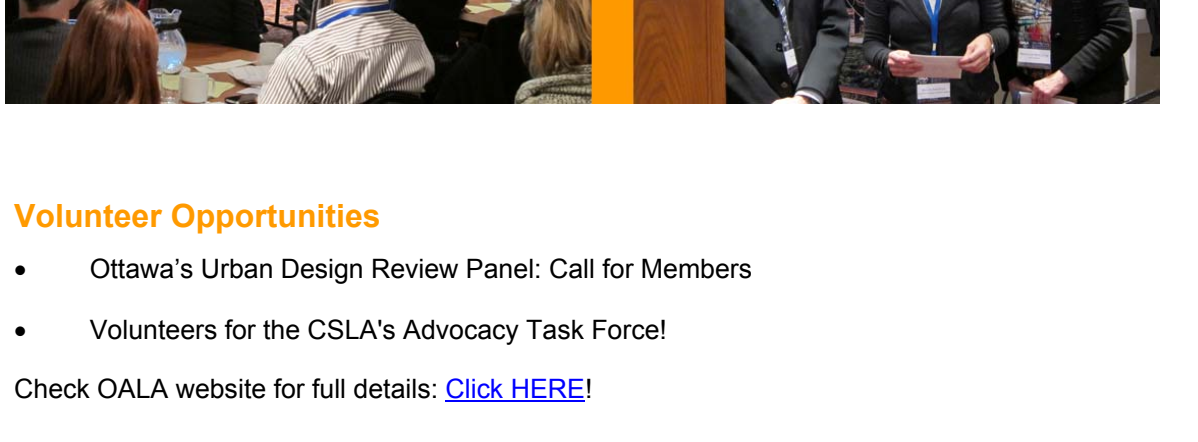 Volunteer Opportunities
• Ottawa’s Urban Design Review Panel: Call for Members
• Volunteers for the CSLA's Advocacy Task Force!
Check OALA website for full details: Click HERE!